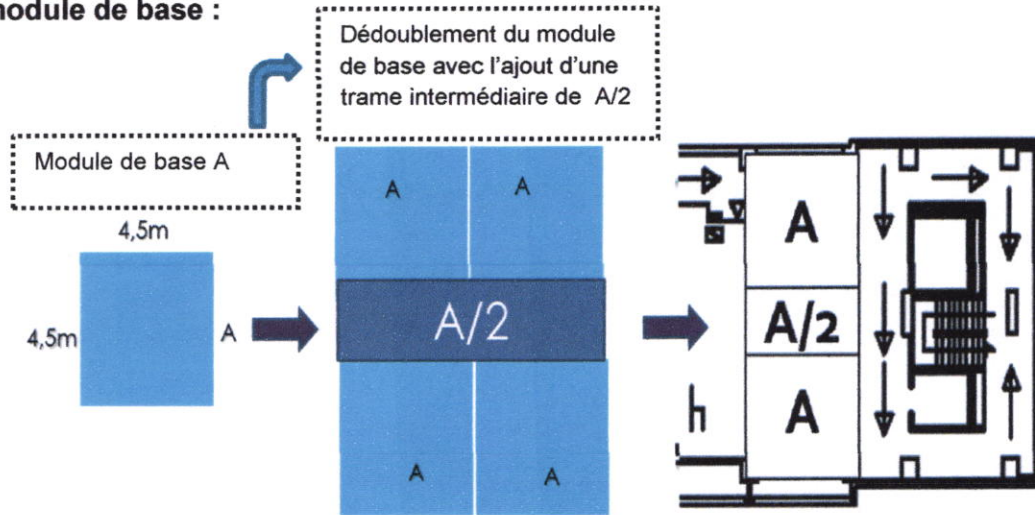 module de base :
Dédoublement du module
de base avec l'ajout d'une
trame intermédiaire de A/2
Module de base A
4,5m
4,5m
A
A
A
A/2
A
A
A
A/2
A
h